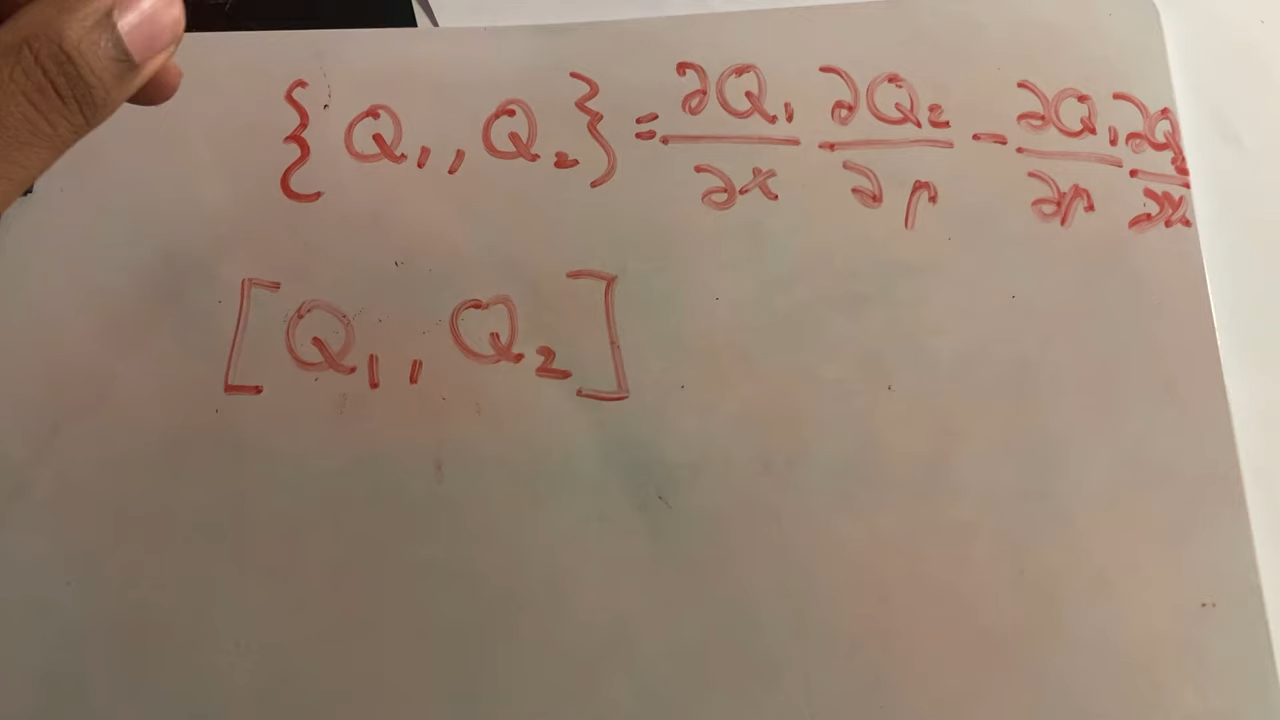 {Q₁, Q₂} = ∂Q₁/∂x ∂Q₂/∂p - ∂Q₁/∂p ∂Q₂/∂x
[Q₁, Q₂]